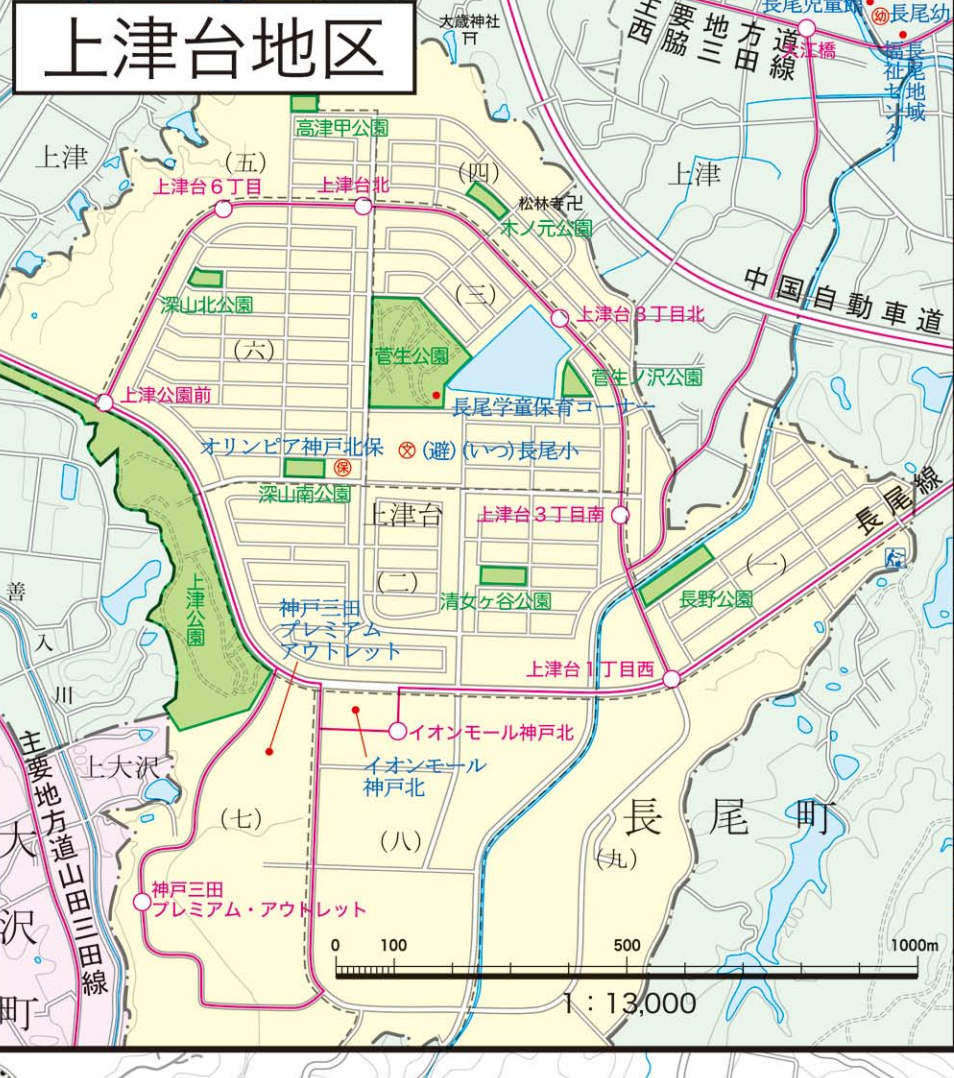 上津台地区
大歳神社
主要地方道
西脇三田線
長尾児童館
幼
長尾幼
大江橋
長尾地域
福祉センター
高津甲公園
上津
(五)
(四)
上津
上津台6丁目
上津台北
松林寺
木ノ元公園
中国自動車道
深山北公園
(三)
上津台3丁目北
(六)
菅生公園
菅生ノ沢公園
上津公園前
長尾学童保育コーナー
オリンピア神戸北保
保
文
(避)(いつ)長尾小
深山南公園
上津台
上津台3丁目南
長尾線
(一)
(二)
清女ヶ谷公園
長野公園
上津公園
神戸三田
プレミアム
アウトレット
善入川
上津台1丁目西
イオンモール神戸北
イオンモール
神戸北
主要地方道山田三田線
上大沢
(七)
(八)
長尾町
(九)
大沢町
神戸三田
プレミアム・アウトレット
0 100 500 1000m
1:13,000